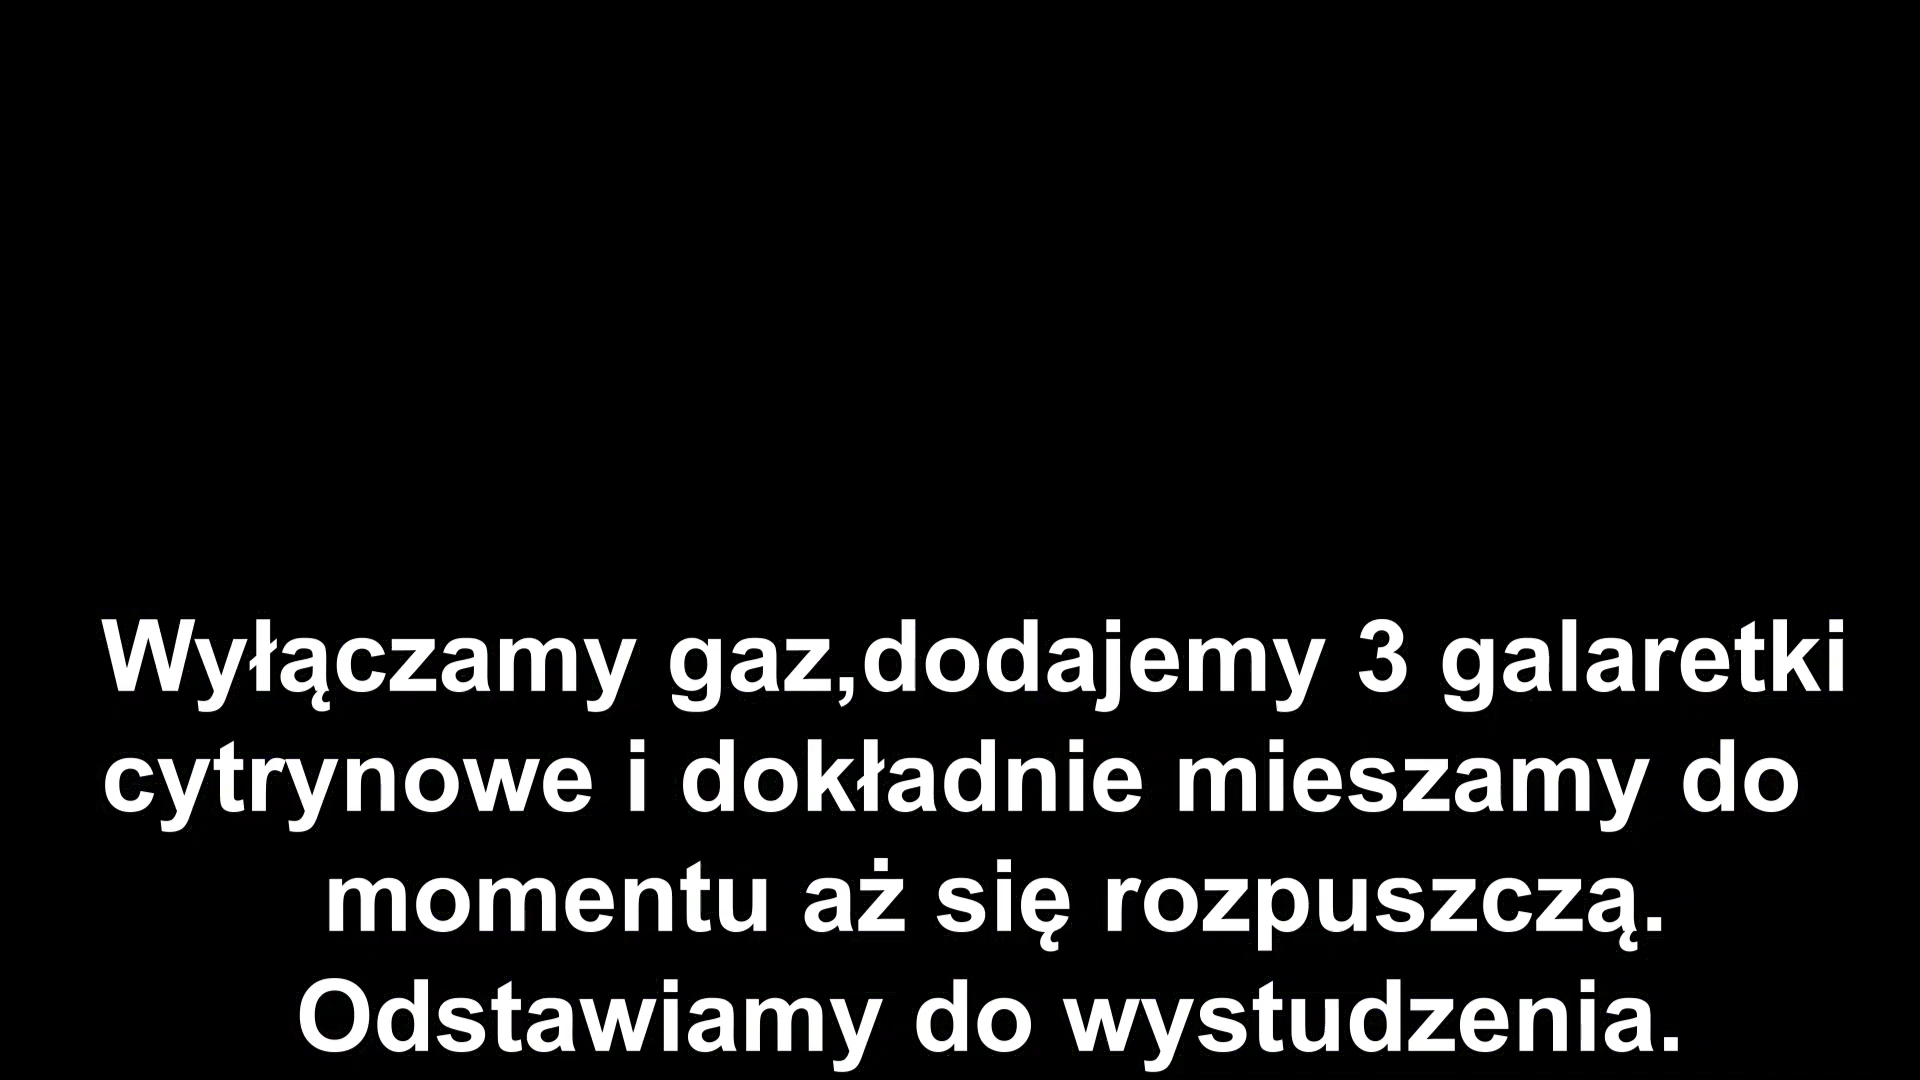 Wyłączamy gaz,dodajemy 3 galaretki
cytrynowe i dokładnie mieszamy do
momentu aż się rozpuszczą.
Odstawiamy do wystudzenia.